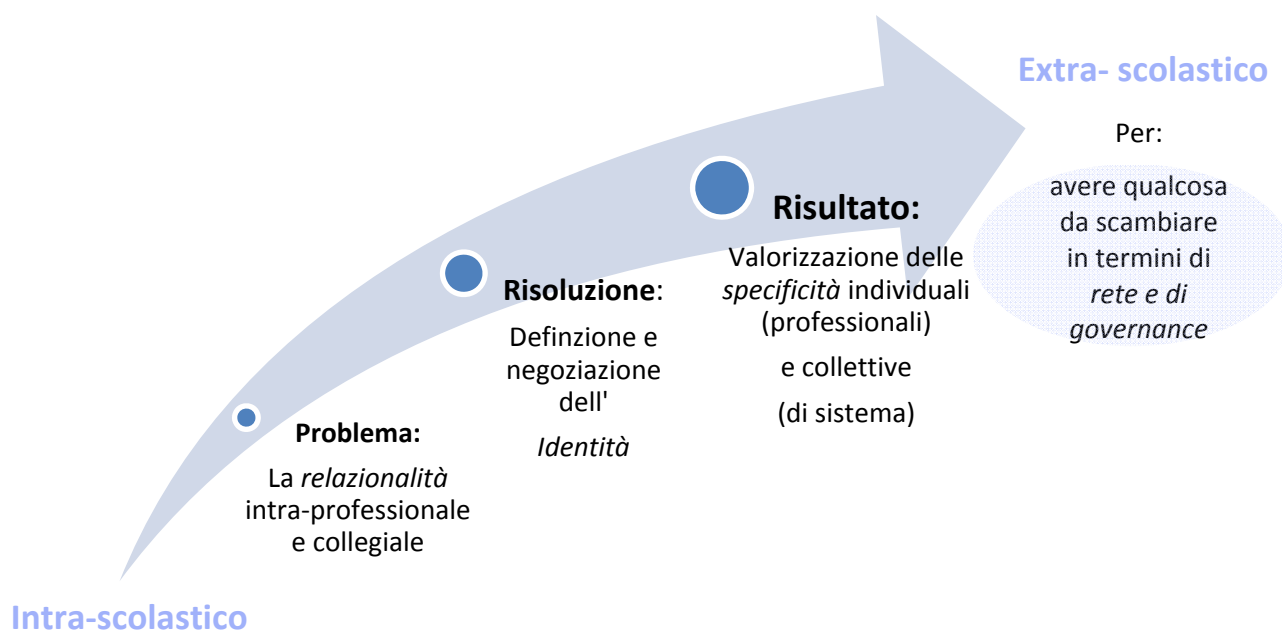 Extra- scolastico
Per:
avere qualcosa
da scambiare
in termini di
rete e di
governance
Risultato:
Valorizzazione delle
specificità individuali
(professionali)
e collettive
(di sistema)
Risoluzione:
Definzione e
negoziazione
dell'
Identità
Problema:
La relazionalità
intra-professionale
e collegiale
Intra-scolastico